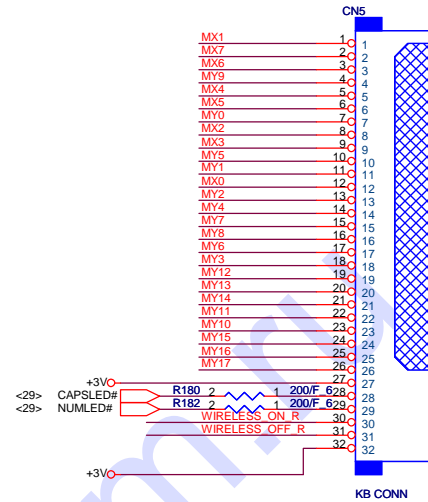 CN5
MX1 1 1
MX7 2 2
MX6 3 3
MY9 4 4
MX4 5 5
MX5 6 6
MY0 7 7
MX2 8 8
MX3 9 9
MY5 10 10
MY1 11 11
MX0 12 12
MY2 13 13
MY4 14 14
MY7 15 15
MY8 16 16
MY6 17 17
MY3 18 18
MY12 19 19
MY13 20 20
MY14 21 21
MY11 22 22
MY10 23 23
MY15 24 24
MY16 25 25
MY17 26 26
+3V 27 27
<29> CAPSLED# R180 2 1 200/F_6 28 28
<29> NUMLED# R182 2 1 200/F_6 29 29
WIRELESS_ON_R 30 30
WIRELESS_OFF_R 31 31
+3V 32 32
KB CONN